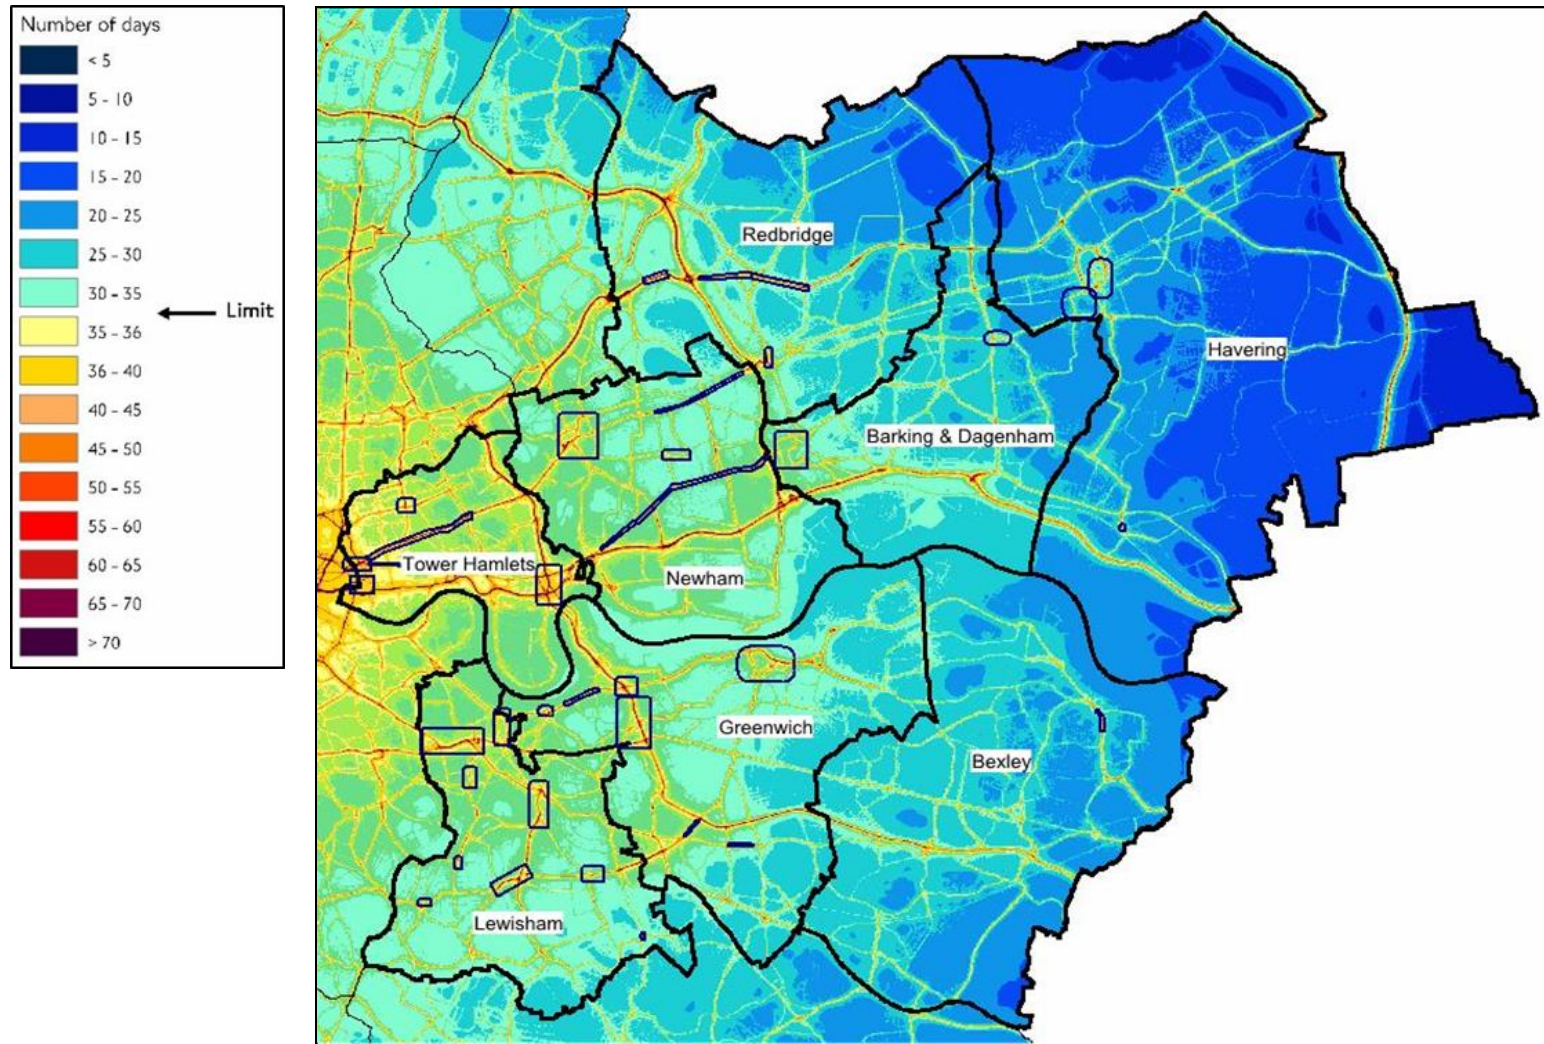 Number of days
< 5
5 - 10
10 - 15
15 - 20
20 - 25
25 - 30
30 - 35
Limit
35 - 36
36 - 40
40 - 45
45 - 50
50 - 55
55 - 60
60 - 65
65 - 70
> 70
Redbridge
Havering
Barking & Dagenham
Tower Hamlets
Newham
Greenwich
Bexley
Lewisham